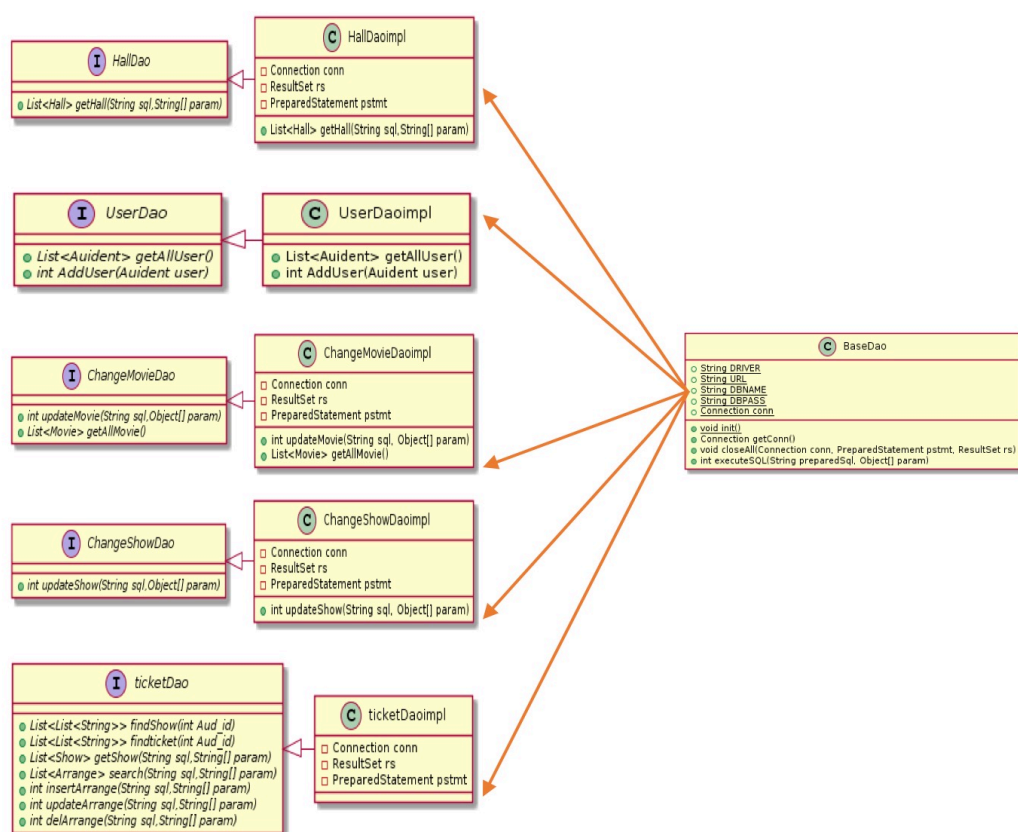 I HallDao
List<Hall> getHall(String sql,String[] param)
C HallDaoimpl
Connection conn
ResultSet rs
PreparedStatement pstmt
List<Hall> getHall(String sql,String[] param)
I UserDao
List<Auident> getAllUser()
int AddUser(Auident user)
C UserDaoimpl
List<Auident> getAllUser()
int AddUser(Auident user)
I ChangeMovieDao
int updateMovie(String sql,Object[] param)
List<Movie> getAllMovie()
C ChangeMovieDaoimpl
Connection conn
ResultSet rs
PreparedStatement pstmt
int updateMovie(String sql, Object[] param)
List<Movie> getAllMovie()
I ChangeShowDao
int updateShow(String sql,Object[] param)
C ChangeShowDaoimpl
Connection conn
ResultSet rs
PreparedStatement pstmt
int updateShow(String sql, Object[] param)
I ticketDao
List<List<String>> findShow(int Aud_id)
List<List<String>> findticket(int Aud_id)
List<Show> getShow(String sql,String[] param)
List<Arrange> search(String sql,String[] param)
int insertArrange(String sql,String[] param)
int updateArrange(String sql,String[] param)
int delArrange(String sql,String[] param)
C ticketDaoimpl
Connection conn
ResultSet rs
PreparedStatement pstmt
C BaseDao
String DRIVER
String URL
String DBNAME
String DBPASS
Connection conn
void init()
Connection getConn()
void closeAll(Connection conn, PreparedStatement pstmt, ResultSet rs)
int executeSQL(String preparedSql, Object[] param)